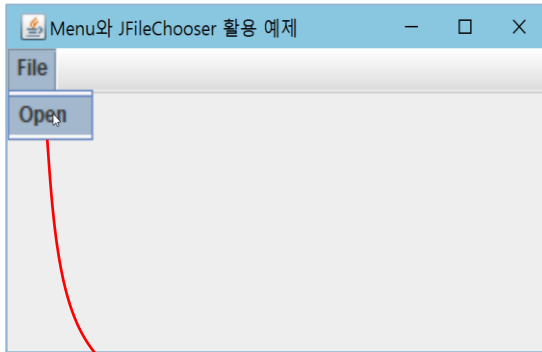 Menu와 JFileChooser 활용 예제
File
Open